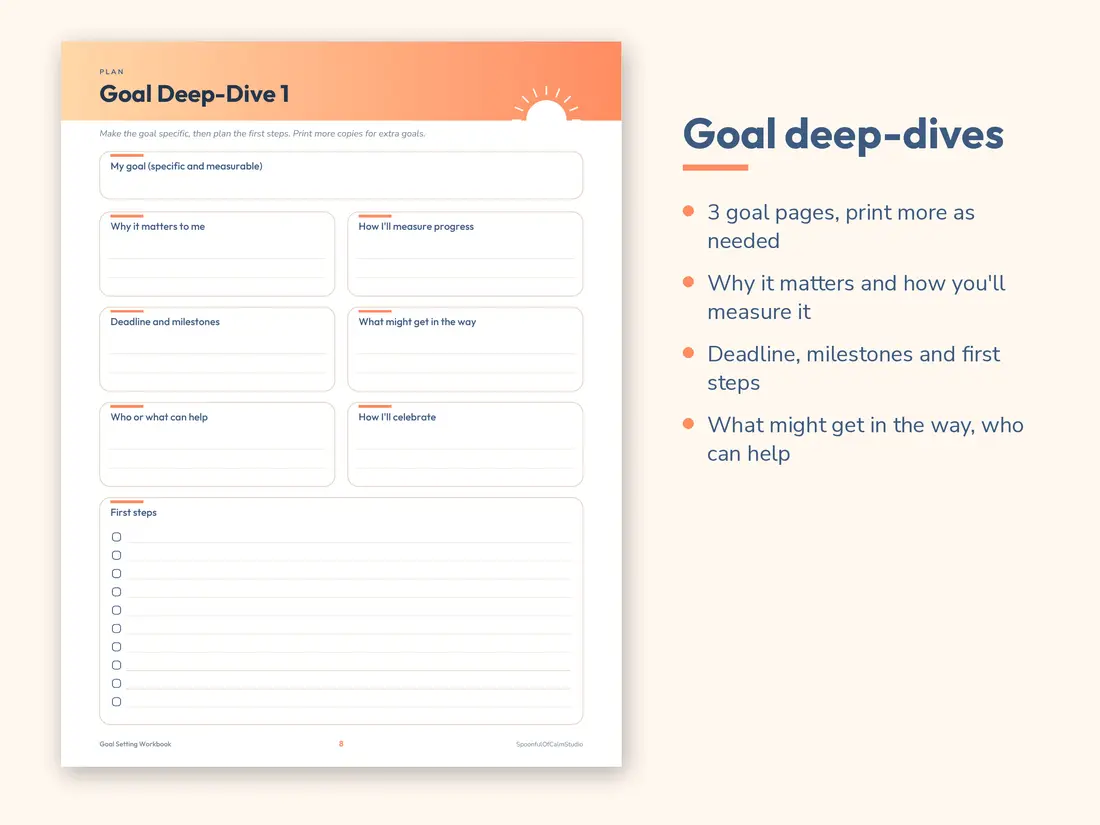 PLAN
Goal Deep-Dive 1
Make the goal specific, then plan the first steps. Print more copies for extra goals.
My goal (specific and measurable)
Why it matters to me
How I'll measure progress
Deadline and milestones
What might get in the way
Who or what can help
How I'll celebrate
First steps
Goal Setting Workbook
8
SpoonfulOfCalmStudio
Goal deep-dives
3 goal pages, print more as
needed
Why it matters and how you'll
measure it
Deadline, milestones and first
steps
What might get in the way, who
can help